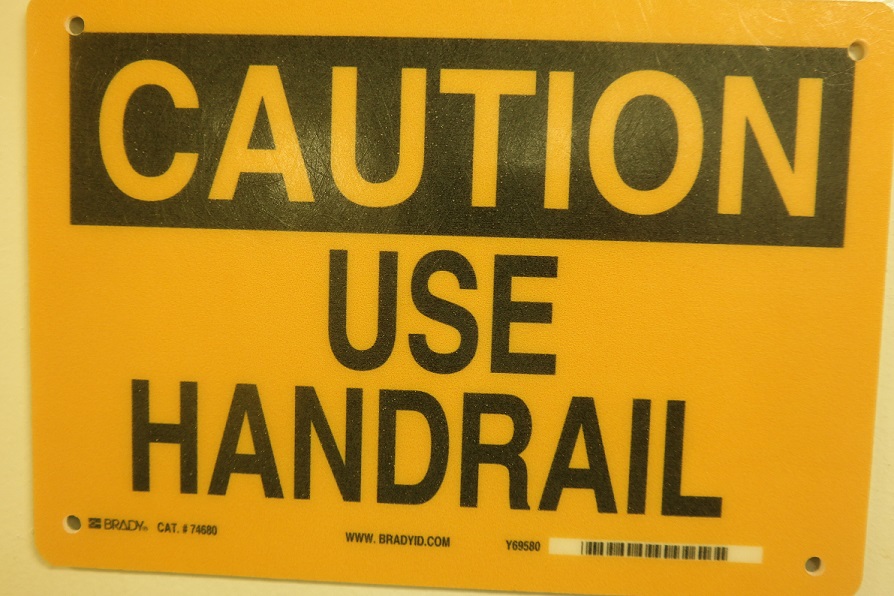 CAUTION
USE
HANDRAIL
BRADY® CAT. # 74680
WWW. BRADYID.COM
Y69580